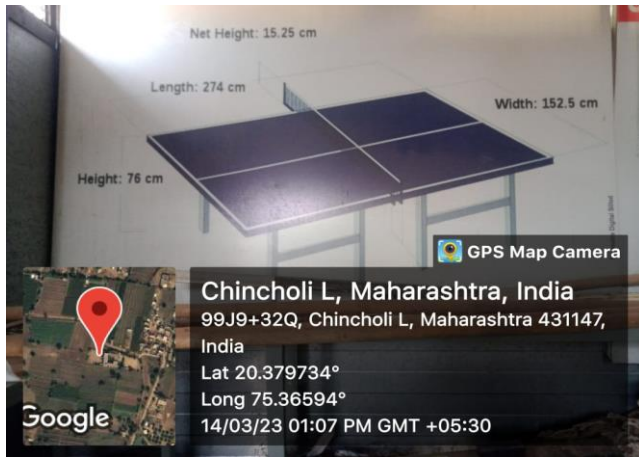 Net Height: 15.25 cm
Length: 274 cm
Width: 152.5 cm
Height: 76 cm
GPS Map Camera
Chincholi L, Maharashtra, India
99J9+32Q, Chincholi L, Maharashtra 431147,
India
Lat 20.379734°
Long 75.36594°
14/03/23 01:07 PM GMT +05:30
Google